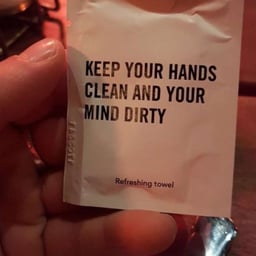 KEEP YOUR HANDS
CLEAN AND YOUR
MIND DIRTY
Refreshing towel